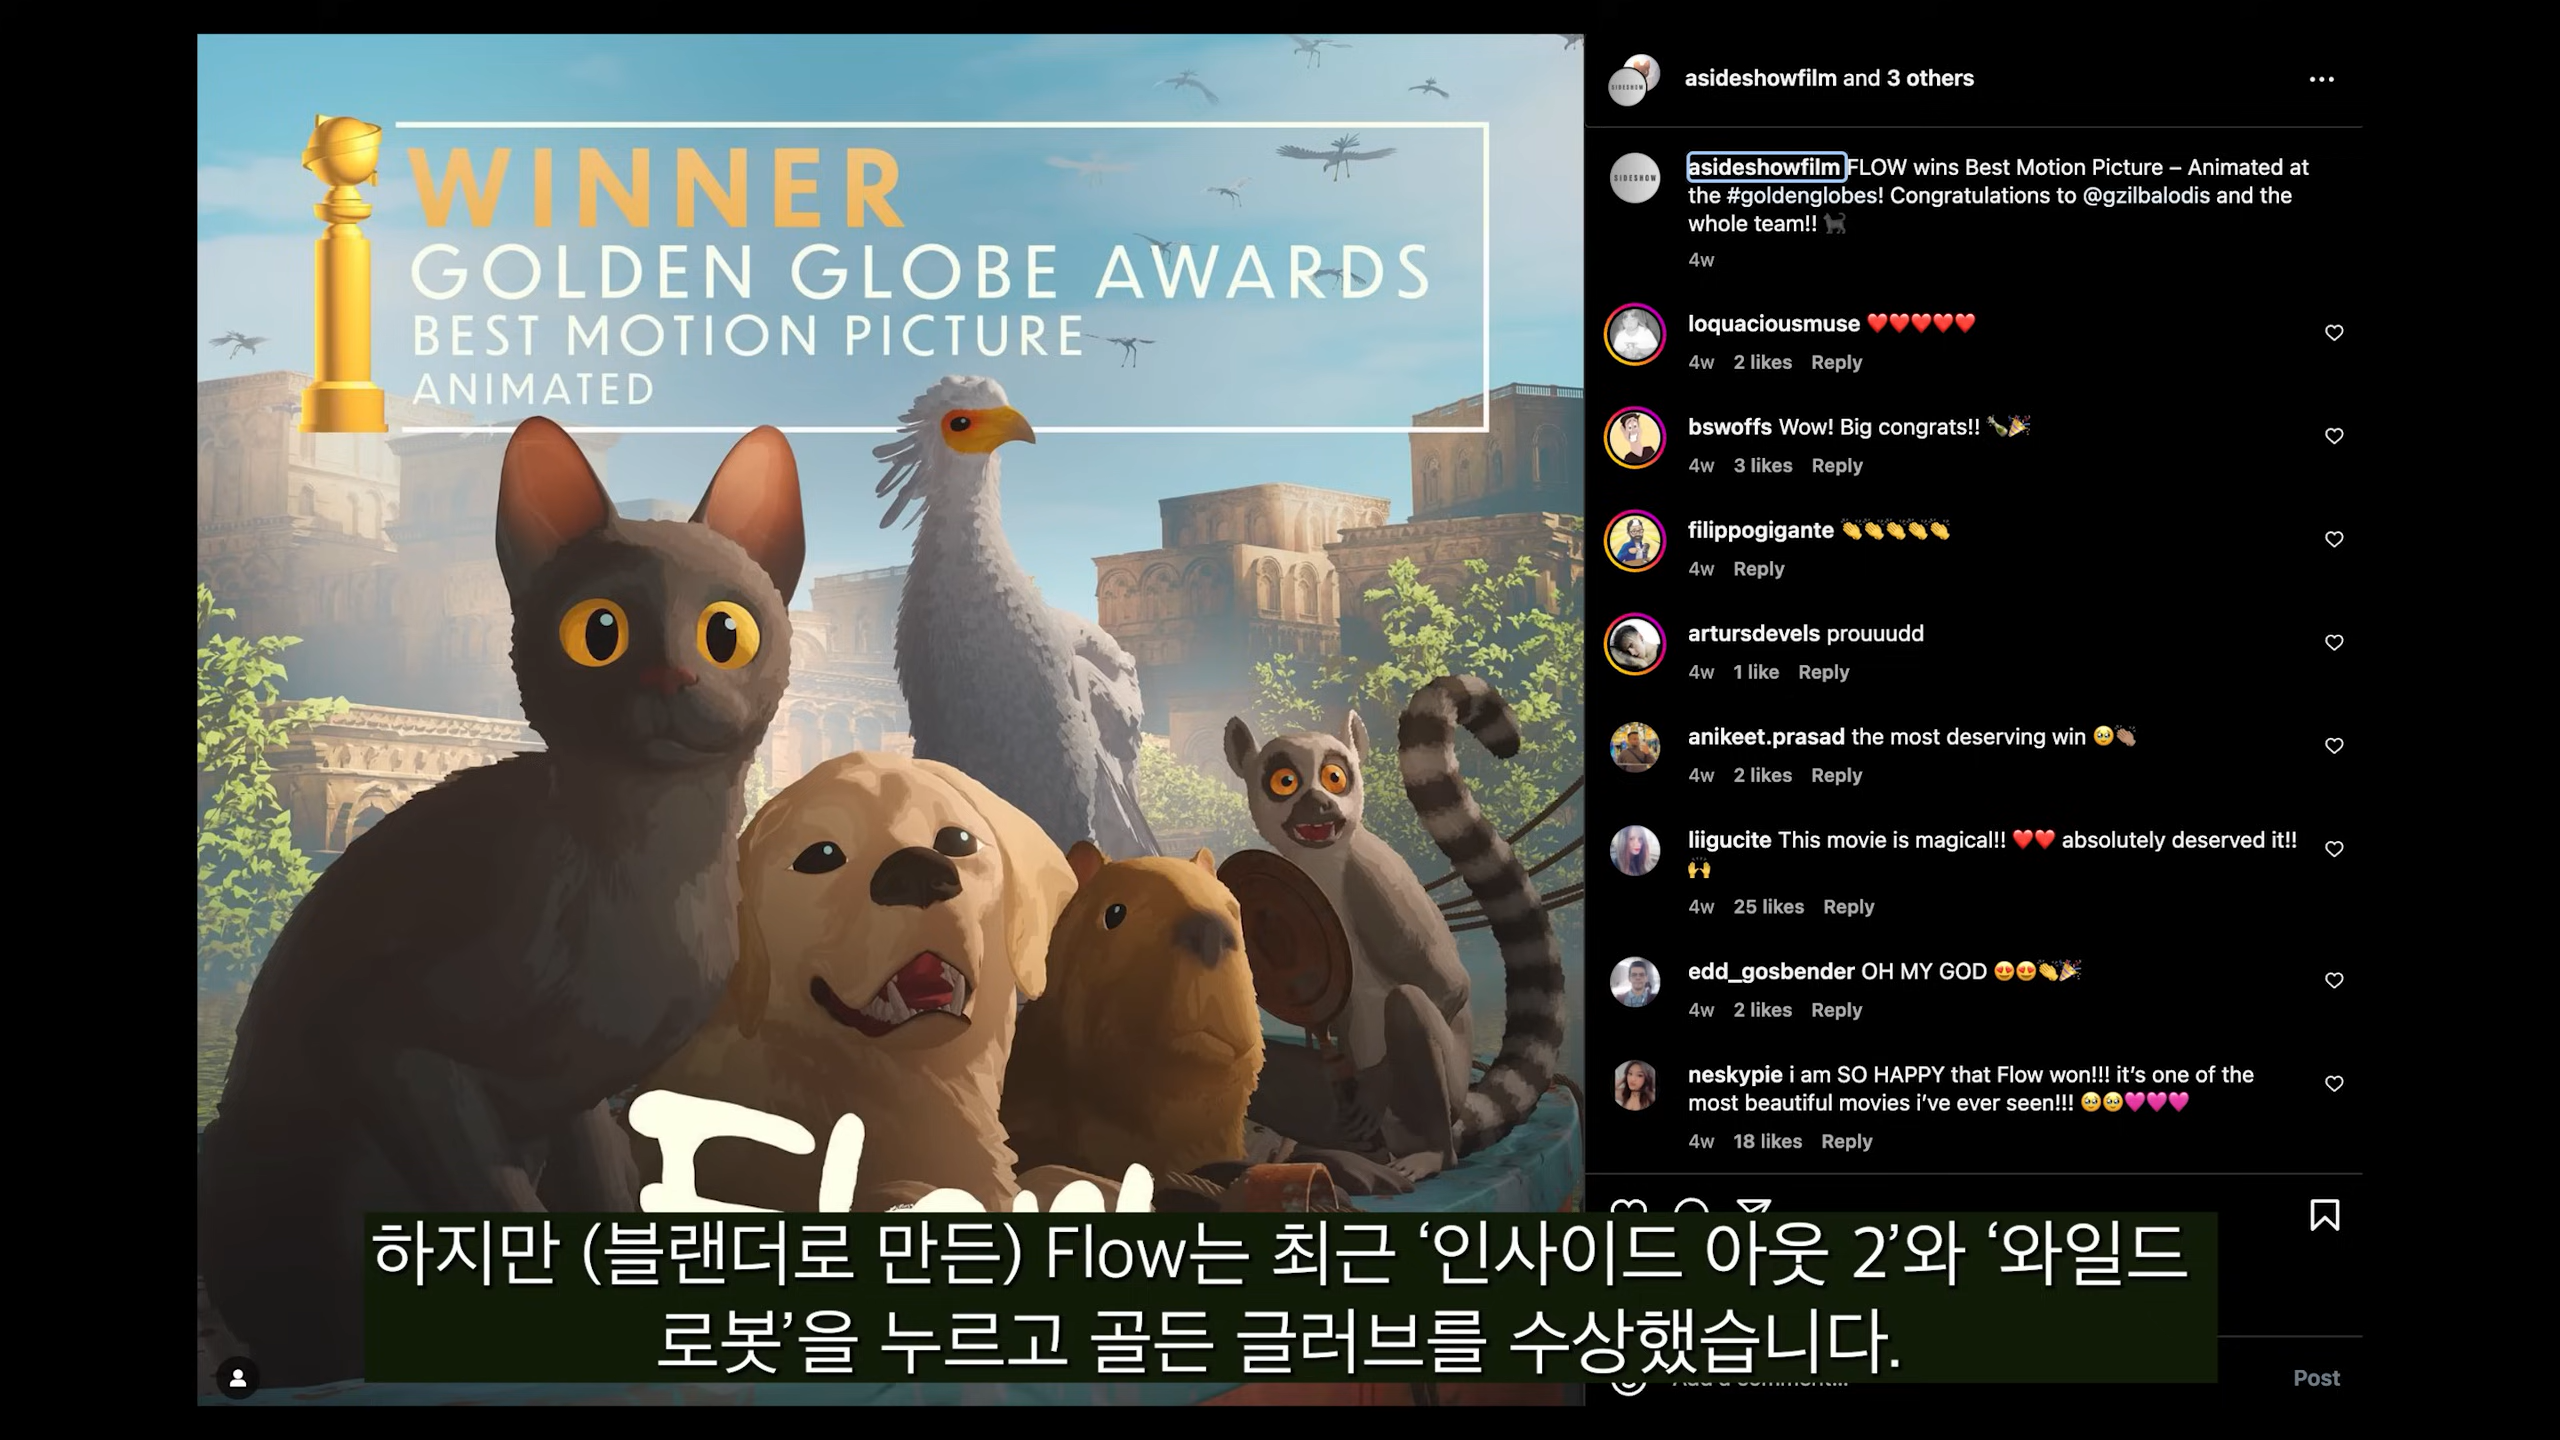 WINNER
GOLDEN GLOBE AWARDS
BEST MOTION PICTURE
ANIMATED
Flow
asideshowfilm and 3 others
SIDESHOW
asideshowfilm FLOW wins Best Motion Picture – Animated at
the #goldenglobes! Congratulations to @gzilbalodis and the
whole team!! 🐈‍⬛
4w
loquaciousmuse ❤️❤️❤️❤️❤️
4w 2 likes Reply
bswoffs Wow! Big congrats!! 🍾🎉
4w 3 likes Reply
filippogigante 👏👏👏👏👏
4w Reply
artursdevels prouuudd
4w 1 like Reply
anikeet.prasad the most deserving win 🥹👏🏽
4w 2 likes Reply
liigucite This movie is magical!! ❤️❤️ absolutely deserved it!!
🙌
4w 25 likes Reply
edd_gosbender OH MY GOD 😍😍👏🎉
4w 2 likes Reply
neskypie i am SO HAPPY that Flow won!!! it’s one of the
most beautiful movies i’ve ever seen!!! 🥹🥹💗💗💗
4w 18 likes Reply
Add a comment...
Post
하지만 (블랜더로 만든) Flow는 최근 ‘인사이드 아웃 2’와 ‘와일드
로봇’을 누르고 골든 글러브를 수상했습니다.